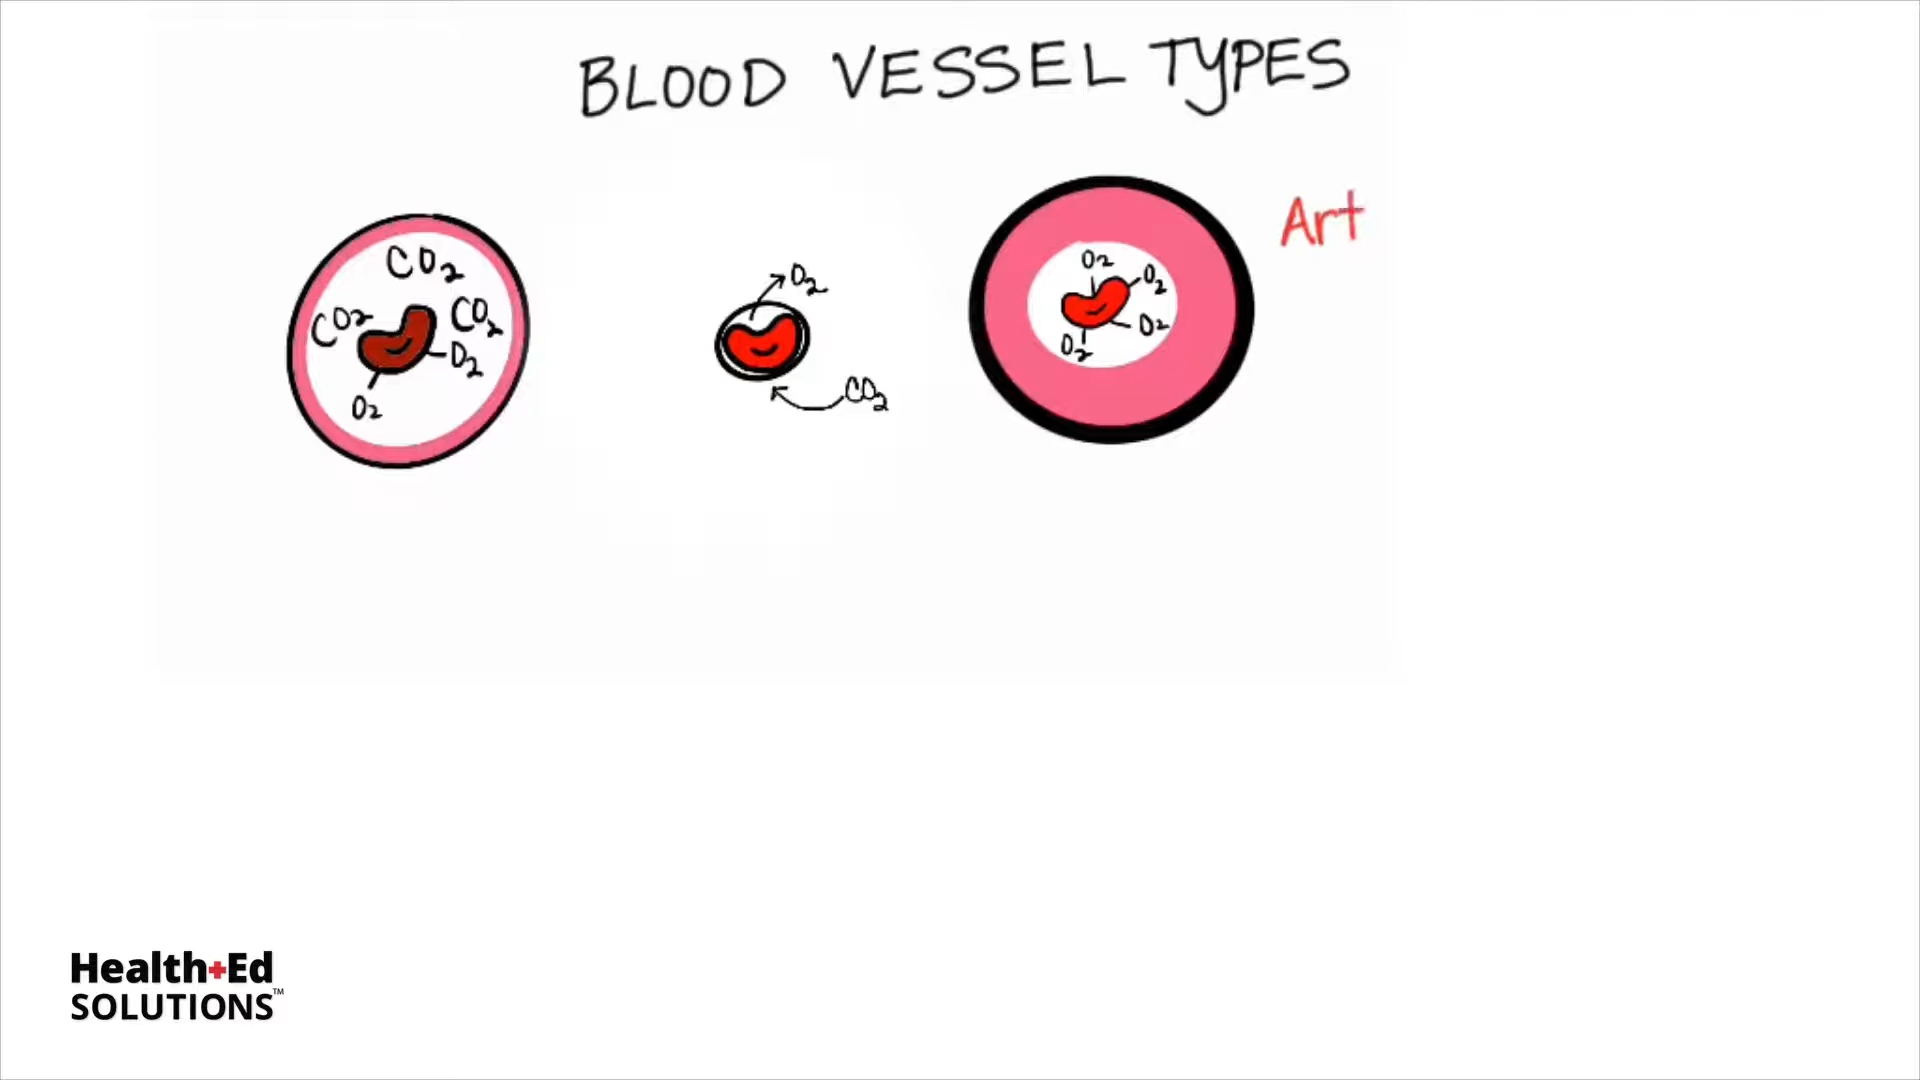 BLOOD VESSEL TYPES
Art
CO2
CO2
CO2
O2
O2
O2
CO2
O2
O2
O2
O2
Health+Ed
SOLUTIONS™